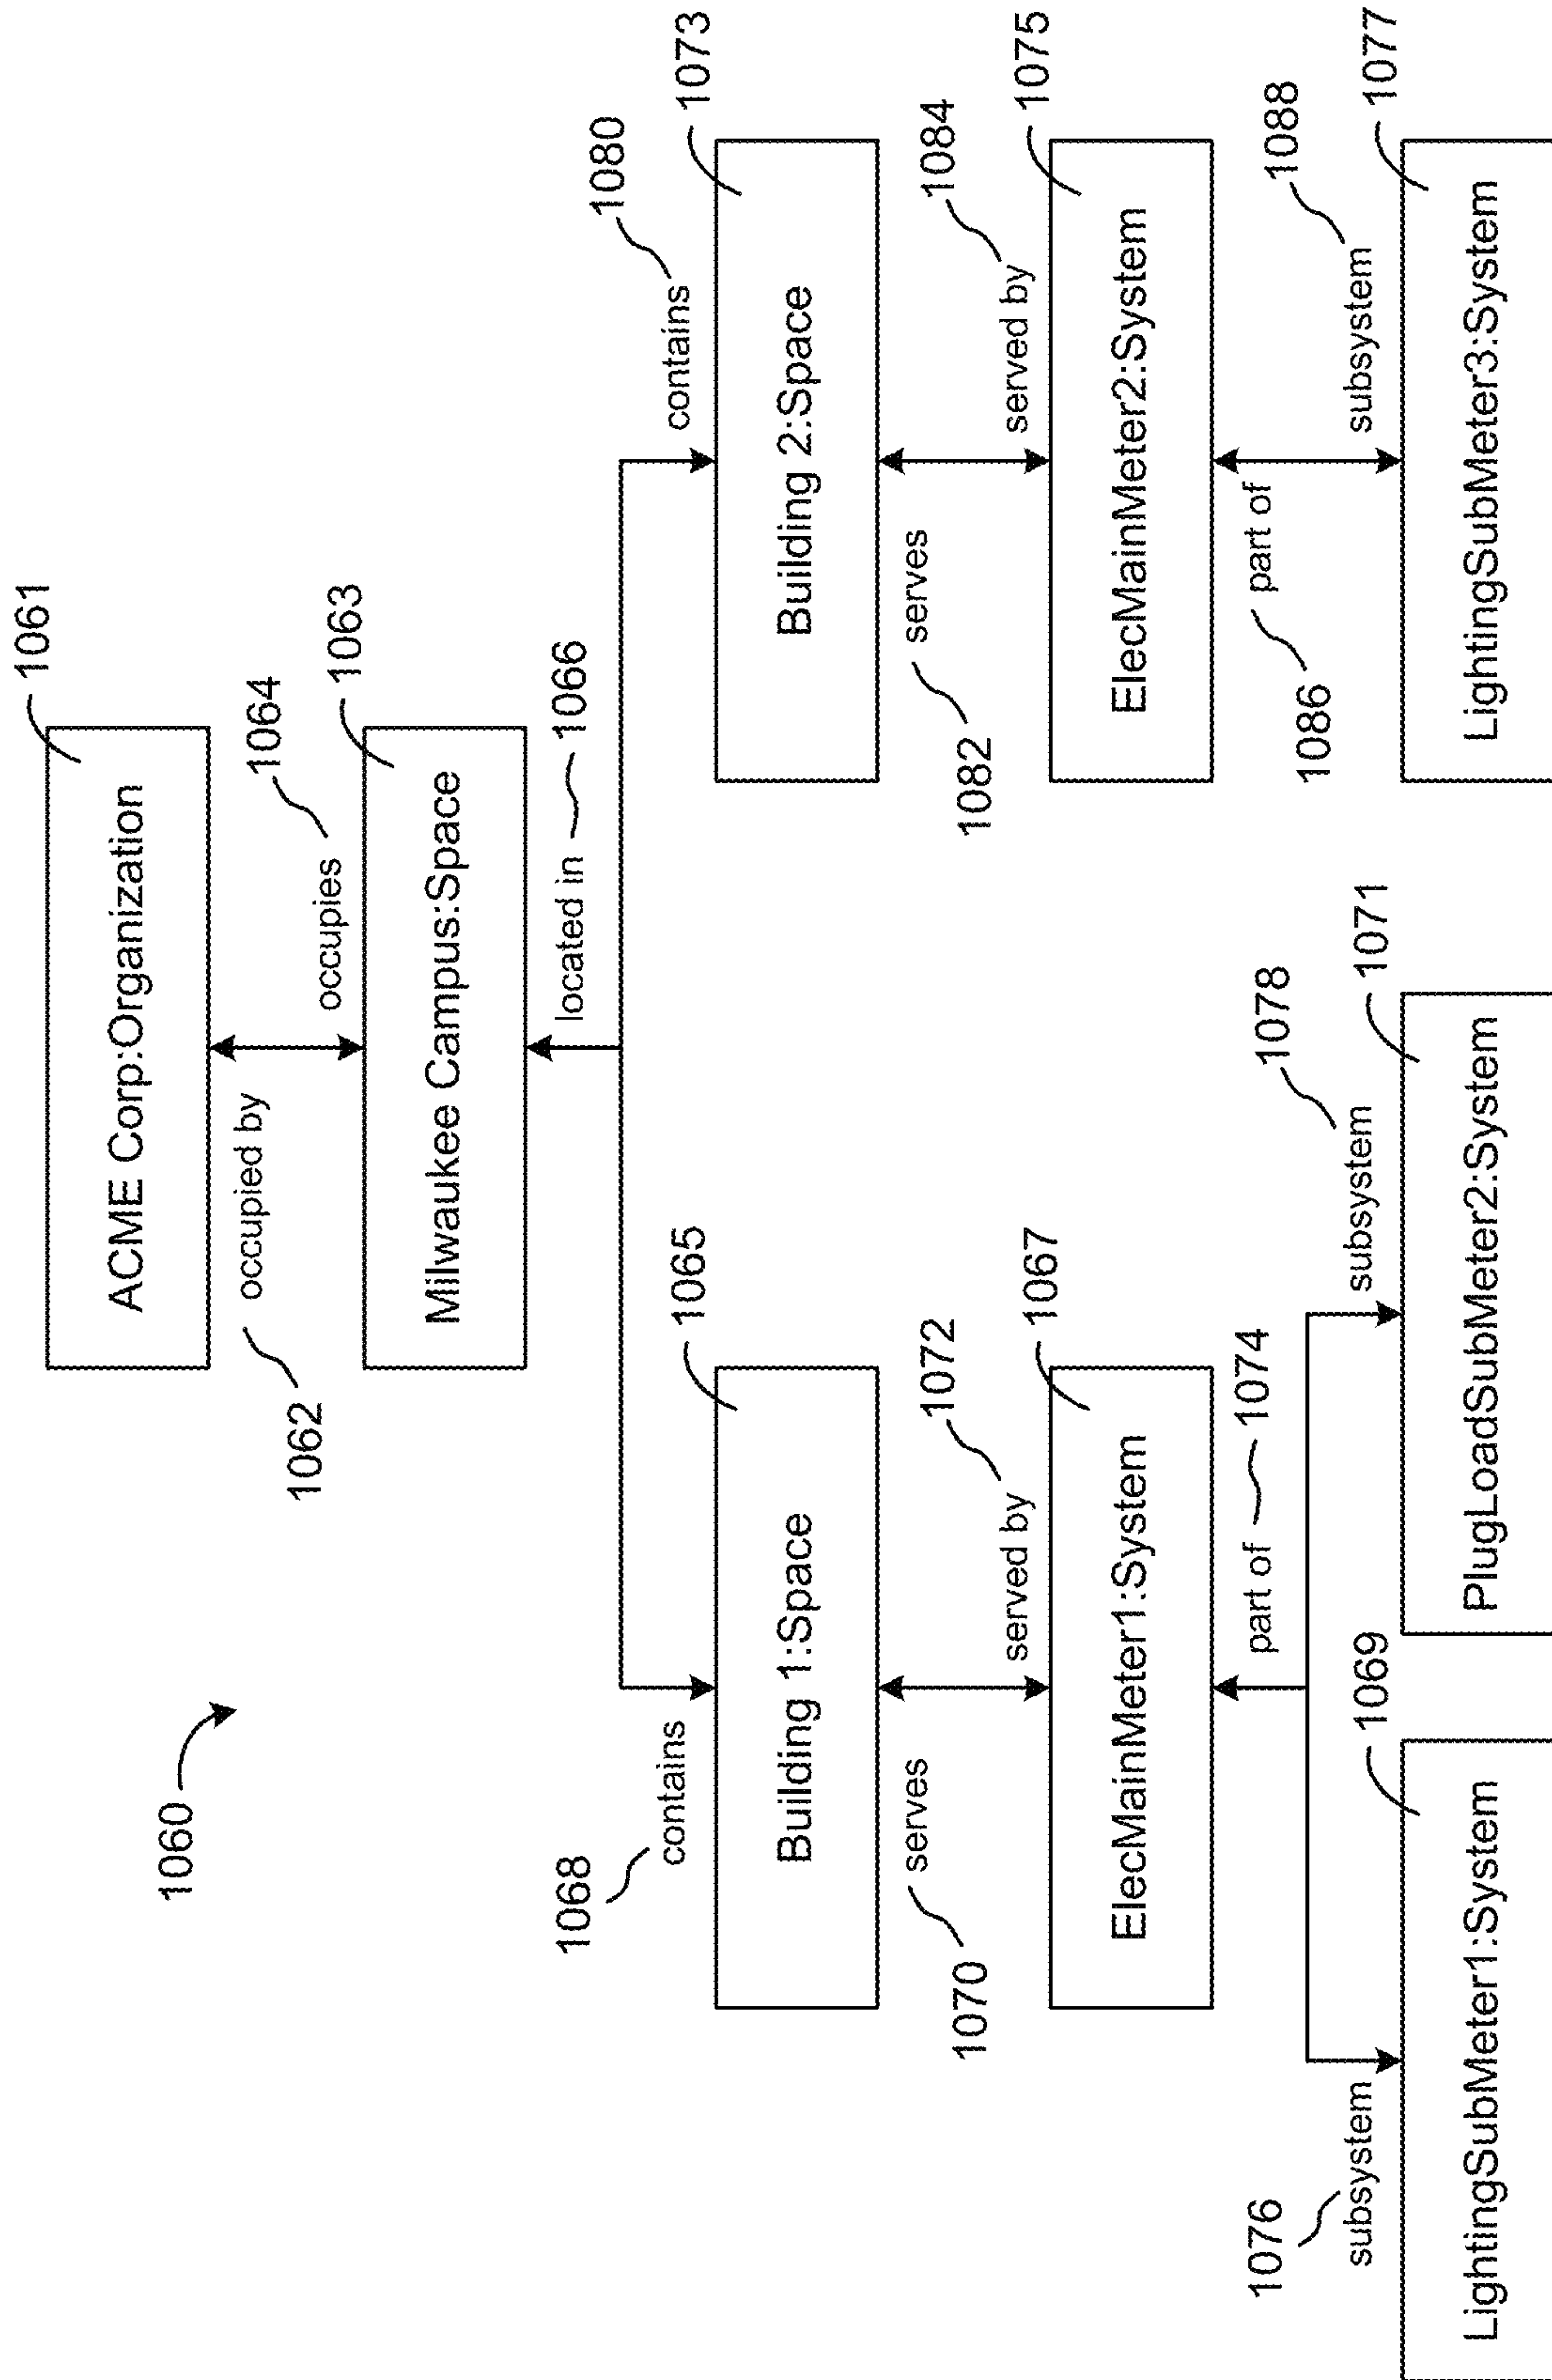 1060
ACME Corp:Organization
1061
1062
occupied by
occupies
1064
Milwaukee Campus:Space
1063
located in
1066
1068
contains
contains
1080
Building 1:Space
1065
Building 2:Space
1073
1070
serves
served by
1072
1082
serves
served by
1084
ElecMainMeter1:System
1067
ElecMainMeter2:System
1075
part of
1074
1086
part of
1076
subsystem
subsystem
1078
subsystem
1088
LightingSubMeter1:System
1069
PlugLoadSubMeter2:System
1071
LightingSubMeter3:System
1077